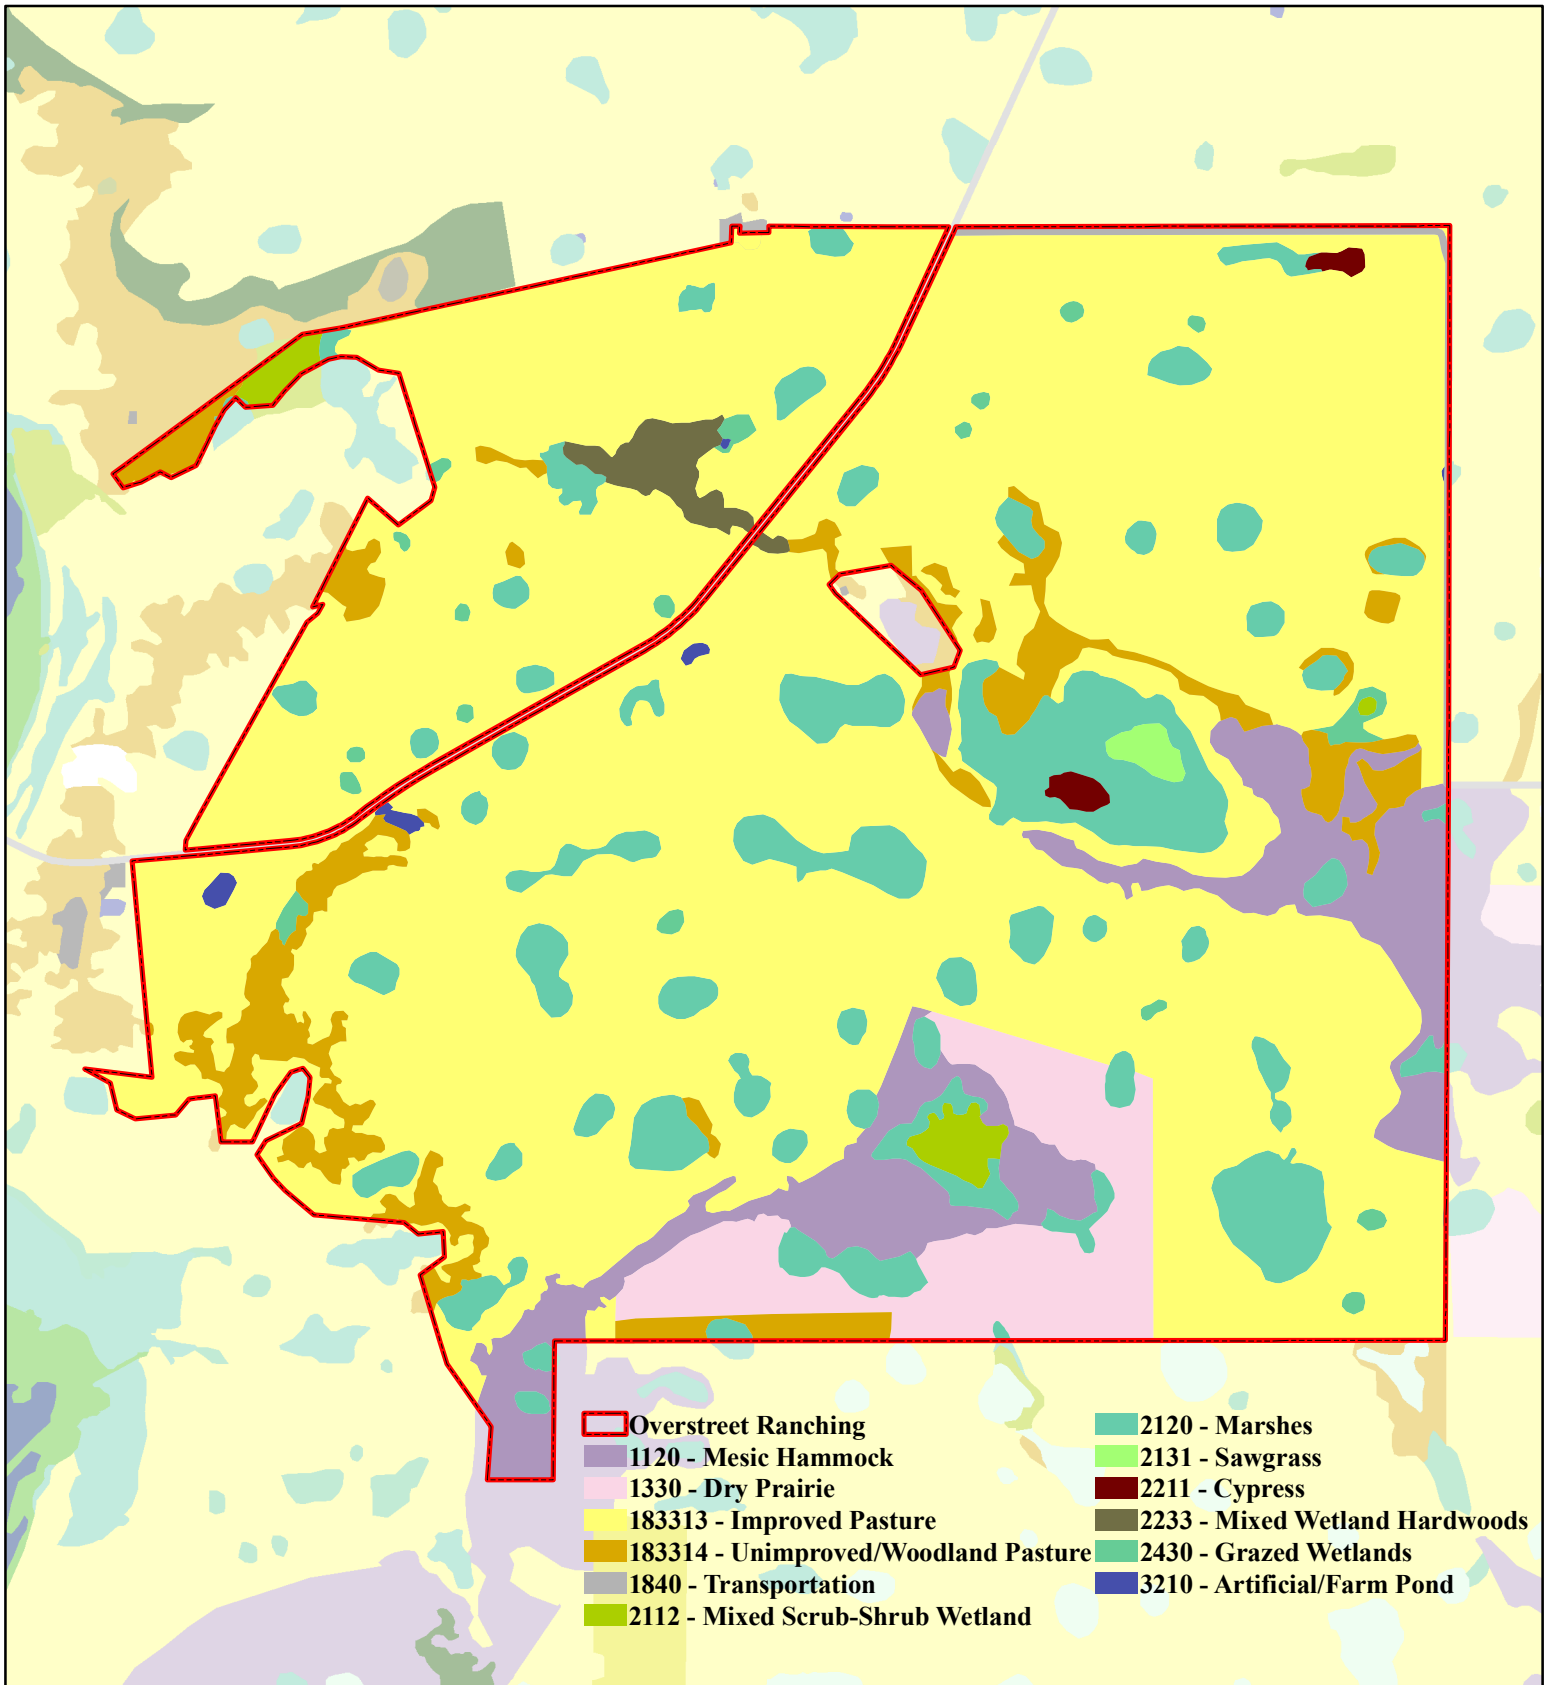 Overstreet Ranching
1120 - Mesic Hammock
1330 - Dry Prairie
183313 - Improved Pasture
183314 - Unimproved/Woodland Pasture
1840 - Transportation
2112 - Mixed Scrub-Shrub Wetland
2120 - Marshes
2131 - Sawgrass
2211 - Cypress
2233 - Mixed Wetland Hardwoods
2430 - Grazed Wetlands
3210 - Artificial/Farm Pond